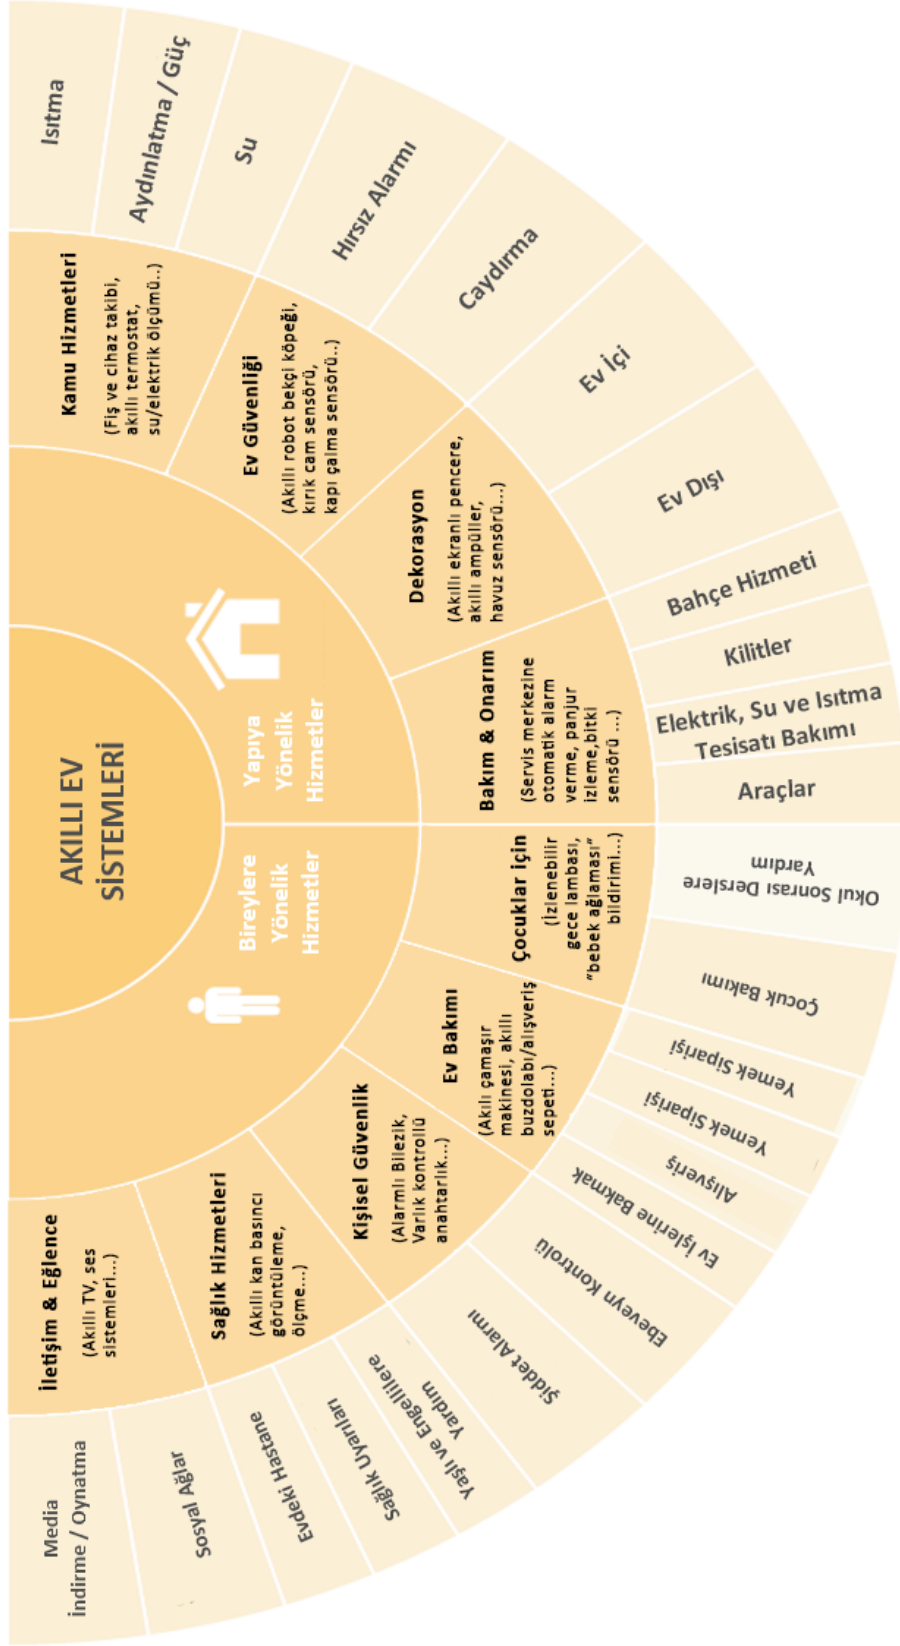 AKILLI EV
SİSTEMLERİ
Bireylere
Yönelik
Hizmetler
Yapıya
Yönelik
Hizmetler
İletişim & Eğlence
(Akıllı TV, ses
sistemleri...)
Sağlık Hizmetleri
(Akıllı kan basıncı
görüntüleme,
ölçme...)
Kişisel Güvenlik
(Alarmlı Bilezik,
Varlık kontrollü
anahtarlık...)
Ev Bakımı
(Akılı çamaşır
makinesi, akıllı
buzdolabı/alışveriş
sepeti...)
Çocuklar için
(İzlenebilir
gece lambası,
"bebek ağlaması"
bildirimi...)
Bakım & Onarım
(Servis merkezine
otomatik alarm
verme, panjur
izleme,bitki
sensörü ...)
Dekorasyon
(Akıllı ekranlı pencere,
akıllı ampüller,
havuz sensörü...)
Ev Güvenliği
(Akıllı robot bekçi köpeği,
kırık cam sensörü,
kapı çalma sensörü..)
Kamu Hizmetleri
(Fiş ve cihaz takibi,
akıllı termostat,
su/elektrik ölçümü..)
Media
İndirme / Oynatma
Sosyal Ağlar
Evdeki Hastane
Sağlık Uyarıları
Yaşlı ve Engellilere
Yardım
Şiddet Alarmı
Ebeveyn Kontrolü
Ev İşlerine Bakmak
Alışveriş
Yemek Siparişi
Yemek Siparişi
Çocuk Bakımı
Okul Sonrası Derslere
Yardım
Araçlar
Elektrik, Su ve Isıtma
Tesisatı Bakımı
Kilitler
Bahçe Hizmeti
Ev Dışı
Ev İçi
Caydırma
Hırsız Alarmı
Su
Aydınlatma / Güç
Isıtma